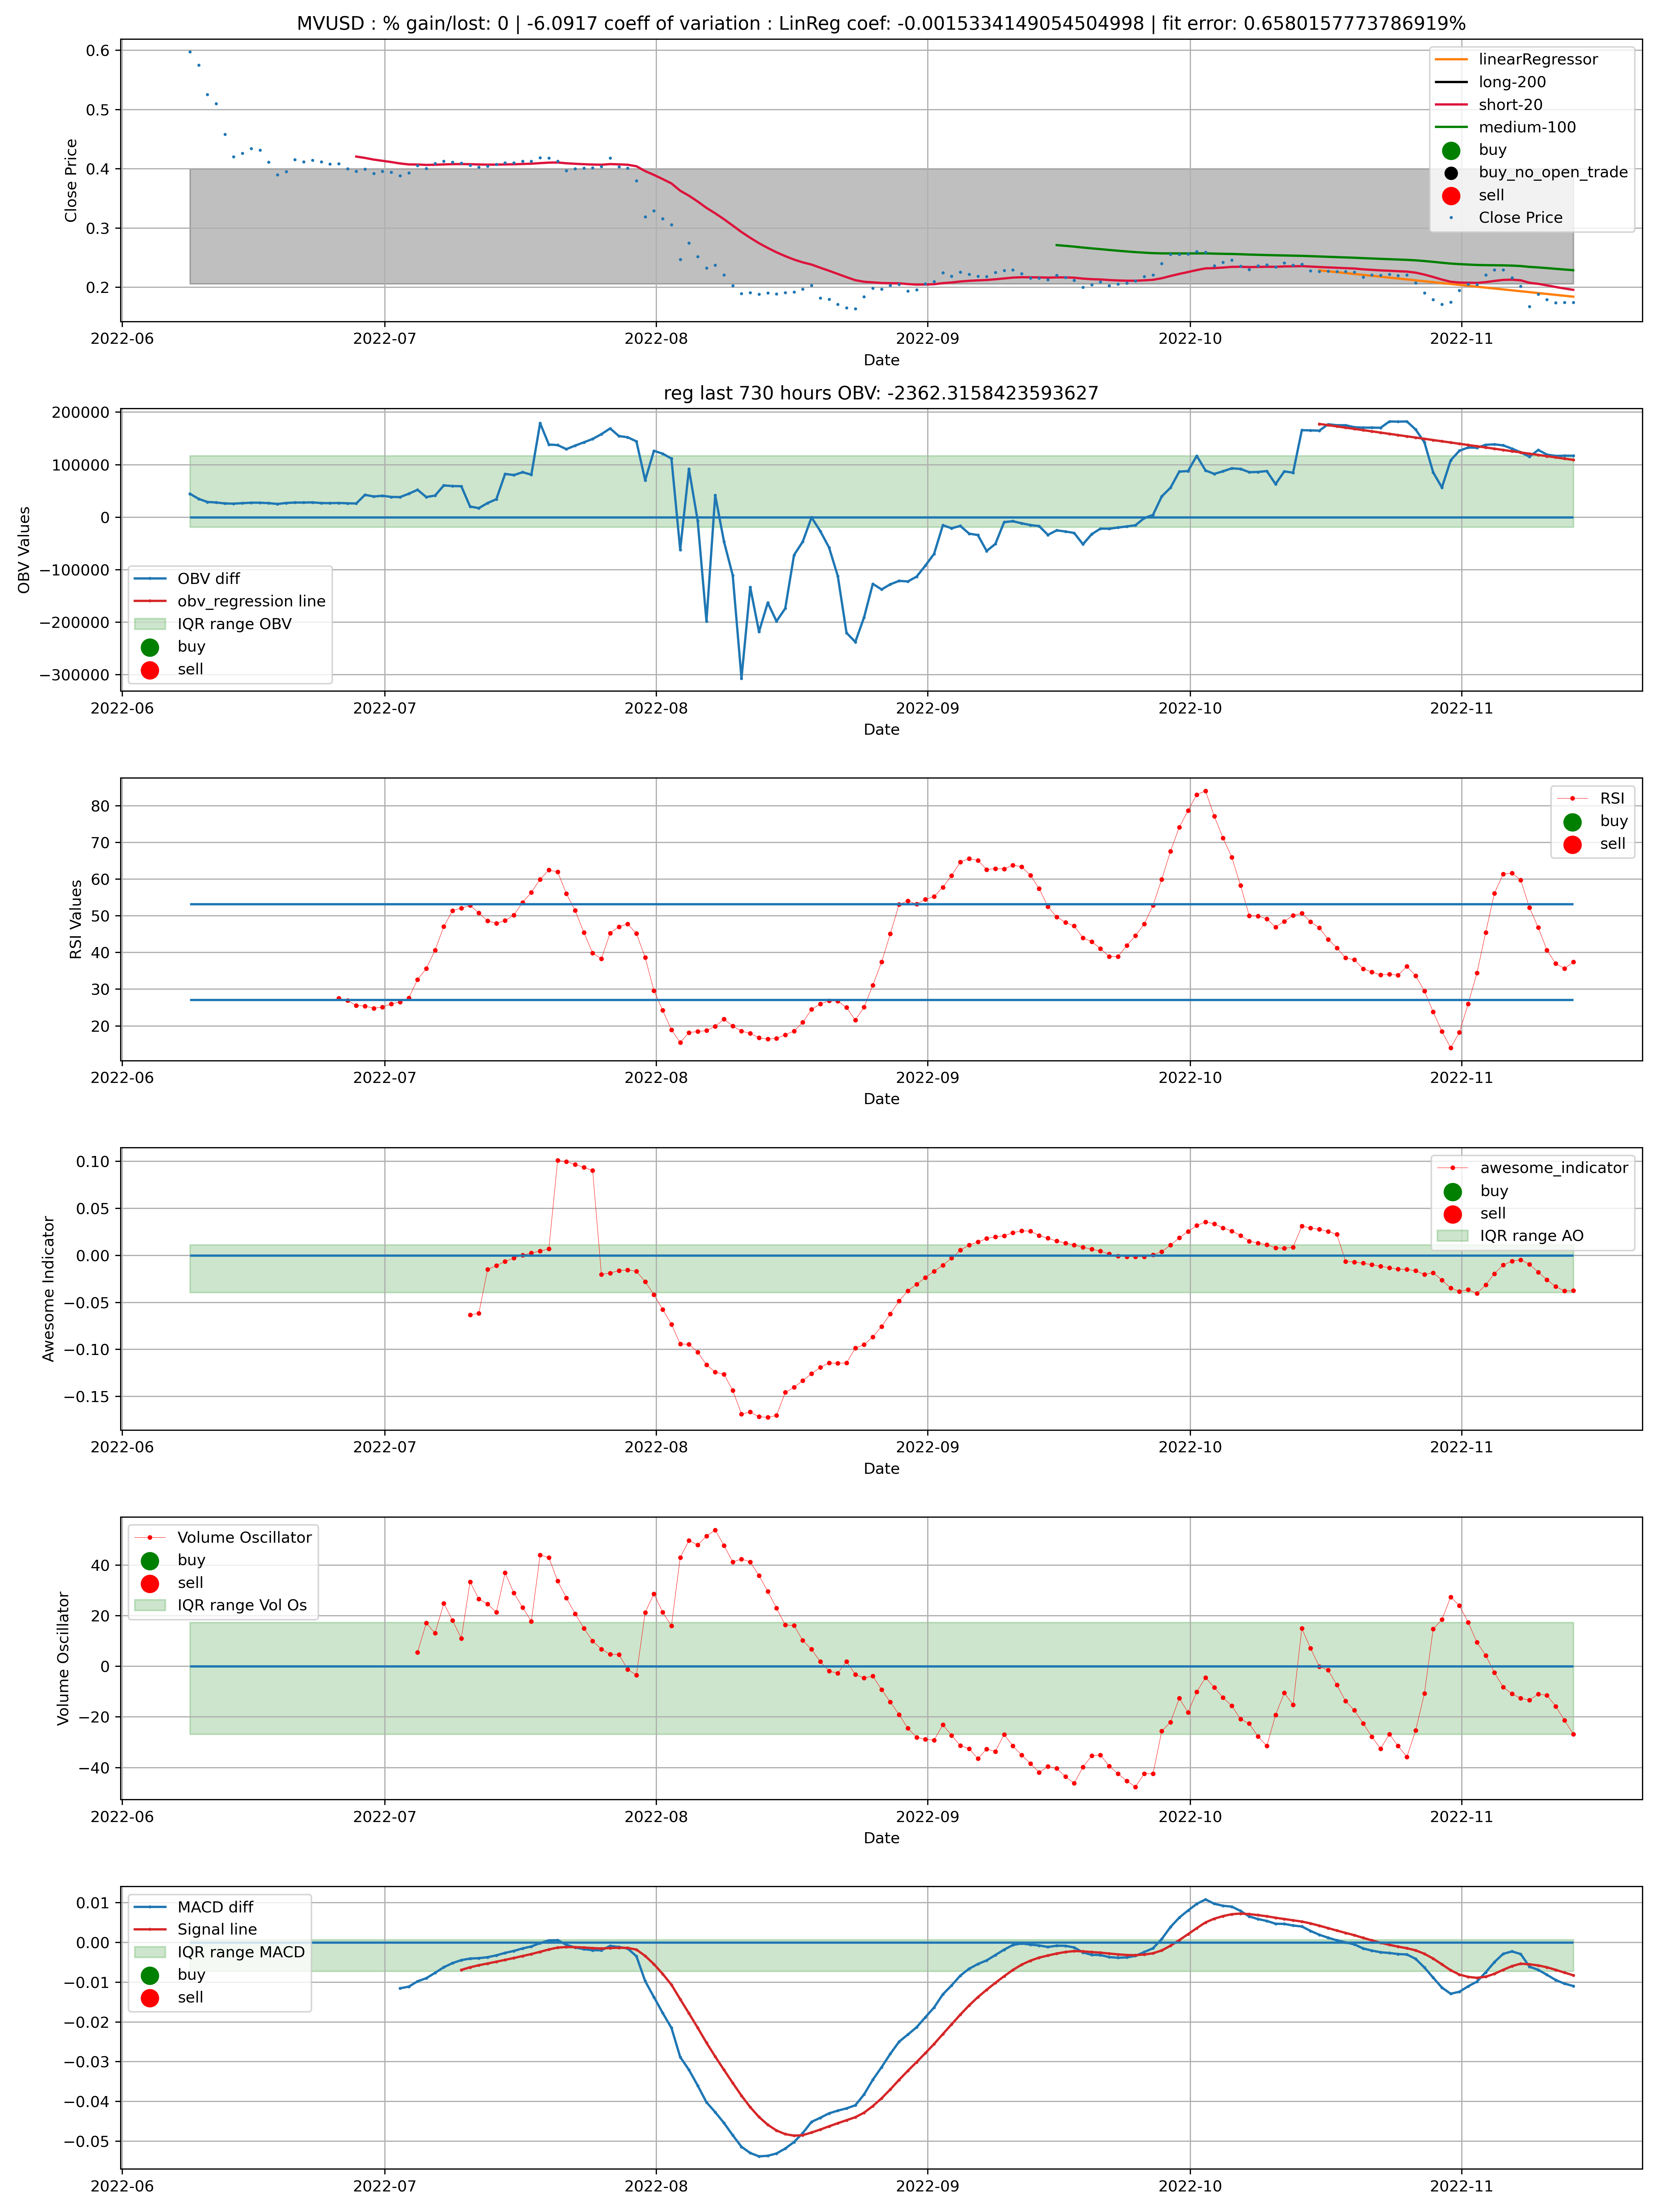 MVUSD : % gain/lost: 0 | -6.0917 coeff of variation : LinReg coef: -0.0015334149054504998 | fit error: 0.6580157773786919%
0.6
0.5
0.4
0.3
0.2
Close Price
linearRegressor
long-200
short-20
medium-100
buy
buy_no_open_trade
sell
Close Price
2022-06 2022-07 2022-08 2022-09 2022-10 2022-11
Date
reg last 730 hours OBV: -2362.3158423593627
200000
100000
0
−100000
−200000
−300000
OBV Values
OBV diff
obv_regression line
IQR range OBV
buy
sell
2022-06 2022-07 2022-08 2022-09 2022-10 2022-11
Date
80
70
60
50
40
30
20
RSI Values
RSI
buy
sell
2022-06 2022-07 2022-08 2022-09 2022-10 2022-11
Date
0.10
0.05
0.00
−0.05
−0.10
−0.15
Awesome Indicator
awesome_indicator
buy
sell
IQR range AO
2022-06 2022-07 2022-08 2022-09 2022-10 2022-11
Date
40
20
0
−20
−40
Volume Oscillator
Volume Oscillator
buy
sell
IQR range Vol Os
2022-06 2022-07 2022-08 2022-09 2022-10 2022-11
Date
0.01
0.00
−0.01
−0.02
−0.03
−0.04
−0.05
MACD diff
Signal line
IQR range MACD
buy
sell
2022-06 2022-07 2022-08 2022-09 2022-10 2022-11